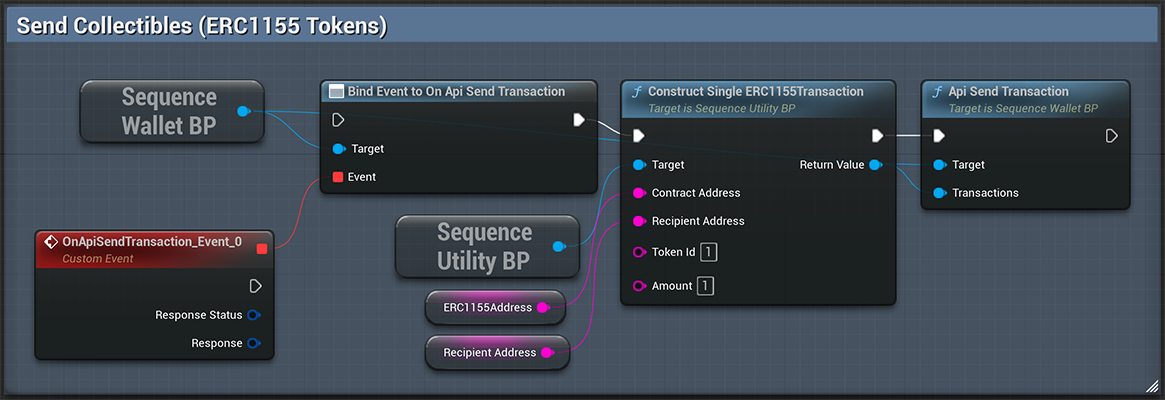 Send Collectibles (ERC1155 Tokens)
Sequence
Wallet BP
Bind Event to On Api Send Transaction
Target
Event
Construct Single ERC1155Transaction
Target is Sequence Utility BP
Target
Return Value
Contract Address
Recipient Address
Token Id 1
Amount 1
Api Send Transaction
Target is Sequence Wallet BP
Target
Transactions
OnApiSendTransaction_Event_0
Custom Event
Response Status
Response
Sequence
Utility BP
ERC1155Address
Recipient Address